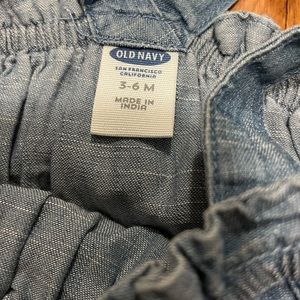 OLD NAVY
SAN FRANCISCO
CALIFORNIA
3-6 M
MADE IN
INDIA